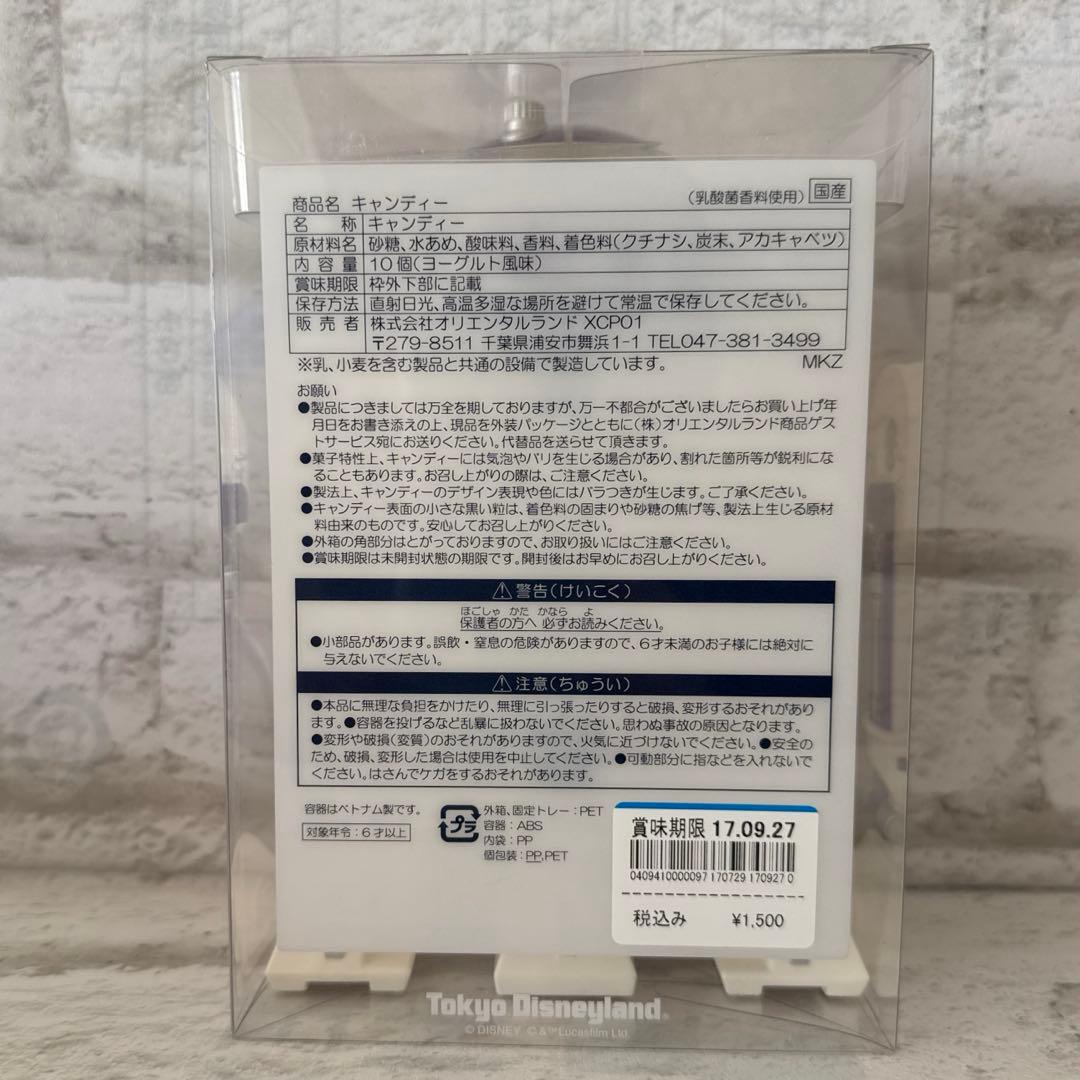 商品名 キャンディー (乳酸菌香料使用) 国産
名 称 キャンディー
原材料名 砂糖、水あめ、酸味料、香料、着色料(クチナシ、炭末、アカキャベツ)
内容量 10個(ヨーグルト風味)
賞味期限 枠外下部に記載
保存方法 直射日光、高温多湿な場所を避けて常温で保存してください。
販売者 株式会社オリエンタルランド XCP01
〒279-8511 千葉県浦安市舞浜1-1 TEL047-381-3499
※乳、小麦を含む製品と共通の設備で製造しています。 MKZ
お願い
●製品につきましては万全を期しておりますが、万一不都合がございましたらお買い上げ年
月日をお書き添えの上、現品を外装パッケージとともに(株)オリエンタルランド商品ゲス
トサービス宛にお送りください。代替品を送らせて頂きます。
●菓子特性上、キャンディーには気泡やバリを生じる場合があり、割れた箇所等が鋭利にな
ることもあります。お召し上がりの際は、ご注意ください。
●製法上、キャンディーのデザイン表現や色にはバラつきが生じます。ご了承ください。
●キャンディー表面の小さな黒い粒は、着色料の固まりや砂糖の焦げ等、製法上生じる原材
料由来のものです。安心してお召し上がりください。
●外箱の角部分はとがっておりますので、お取り扱いにはご注意ください。
●賞味期限は未開封状態の期限です。開封後はお早めにお召し上がりください。
⚠警告(けいこく)
ほごしゃ かた かなら よ
保護者の方へ 必ずお読みください。
●小部品があります。誤飲・窒息の危険がありますので、6才未満のお子様には絶対に
与えないでください。
⚠注意(ちゅうい)
●本品に無理な負担をかけたり、無理に引っ張ったりすると破損、変形するおそれがあり
ます。●容器を投げるなど乱暴に扱わないでください。思わぬ事故の原因となります。
●変形や破損(変質)のおそれがありますので、火気に近づけないでください。●安全の
ため、破損、変形した場合は使用を中止してください。●可動部分に指などを入れないで
ください。はさんでケガをするおそれがあります。
容器はベトナム製です。
対象年令:6才以上
プラ
外箱、固定トレー:PET
容器:ABS
内袋:PP
個包装:PP,PET
賞味期限 17.09.27
0409410000097 170729 170927 0
税込み ¥1,500
Tokyo Disneyland®
© DISNEY © &™Lucasfilm Ltd.